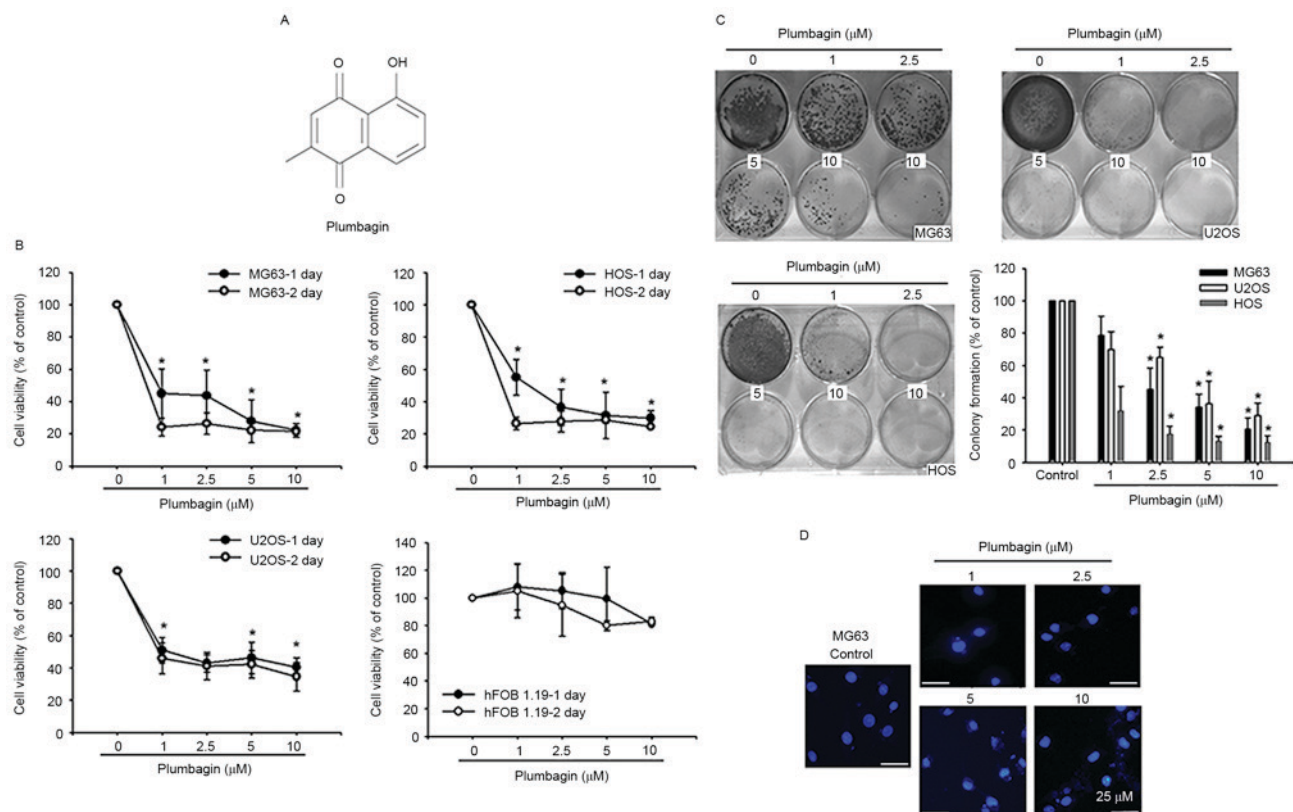 A
O
OH
O
Plumbagin
B
120
100
80
60
40
20
0
Cell viability (% of control)
MG63-1 day
MG63-2 day
* * * *
0 1 2.5 5 10
Plumbagin (μM)
120
100
80
60
40
20
0
Cell viability (% of control)
HOS-1 day
HOS-2 day
* * * *
0 1 2.5 5 10
Plumbagin (μM)
120
100
80
60
40
20
0
Cell viability (% of control)
U2OS-1 day
U2OS-2 day
* * *
0 1 2.5 5 10
Plumbagin (μM)
140
120
100
80
60
40
20
0
Cell viability (% of control)
hFOB 1.19-1 day
hFOB 1.19-2 day
0 1 2.5 5 10
Plumbagin (μM)
C
Plumbagin (μM)
0 1 2.5
5 10 10
MG63
Plumbagin (μM)
0 1 2.5
5 10 10
U2OS
Plumbagin (μM)
0 1 2.5
5 10
HOS
120
100
80
60
40
20
0
Conlony formation (% of control)
MG63
U2OS
HOS
* * * * * * * * *
Control 1 2.5 5 10
Plumbagin (μM)
D
Plumbagin (μM)
1 2.5
MG63
Control
5 10
25 μM